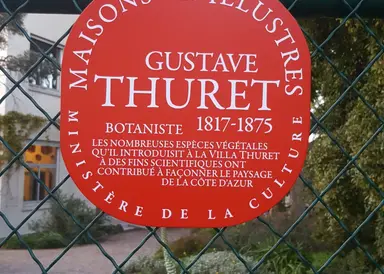 MAISONS ILLUSTRES
GUSTAVE
THURET
BOTANISTE 1817-1875
LES NOMBREUSES ESPÈCES VÉGÉTALES
QU'IL INTRODUISIT À LA VILLA THURET
À DES FINS SCIENTIFIQUES ONT
CONTRIBUÉ À FAÇONNER LE PAYSAGE
DE LA CÔTE D'AZUR
MINISTÈRE DE LA CULTURE